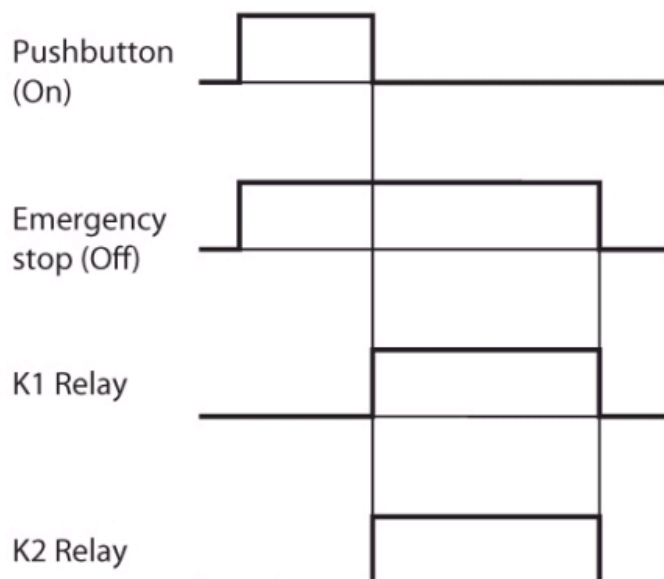 Pushbutton
(On)
Emergency
stop (Off)
K1 Relay
K2 Relay